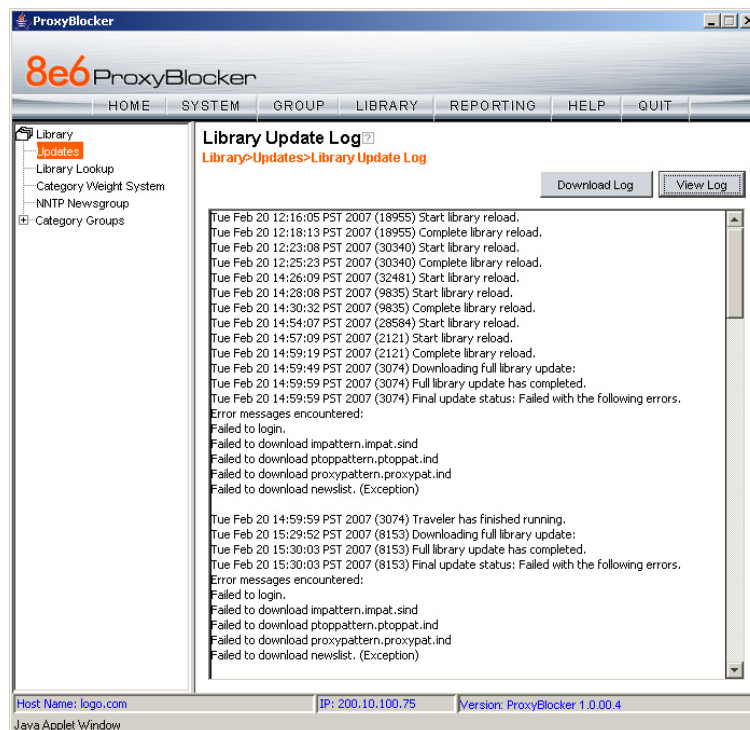 ProxyBlocker
8e6 ProxyBlocker
HOME SYSTEM GROUP LIBRARY REPORTING HELP QUIT
Library
Updates
Library Lookup
Category Weight System
NNTP Newsgroup
Category Groups
Library Update Log?
Library>Updates>Library Update Log
Download Log
View Log
Tue Feb 20 12:16:05 PST 2007 (18955) Start library reload.
Tue Feb 20 12:18:13 PST 2007 (18955) Complete library reload.
Tue Feb 20 12:23:08 PST 2007 (30340) Start library reload.
Tue Feb 20 12:25:23 PST 2007 (30340) Complete library reload.
Tue Feb 20 14:26:09 PST 2007 (32481) Start library reload.
Tue Feb 20 14:28:08 PST 2007 (9835) Start library reload.
Tue Feb 20 14:30:32 PST 2007 (9835) Complete library reload.
Tue Feb 20 14:54:07 PST 2007 (28584) Start library reload.
Tue Feb 20 14:57:09 PST 2007 (2121) Start library reload.
Tue Feb 20 14:59:19 PST 2007 (2121) Complete library reload.
Tue Feb 20 14:59:49 PST 2007 (3074) Downloading full library update:
Tue Feb 20 14:59:59 PST 2007 (3074) Full library update has completed.
Tue Feb 20 14:59:59 PST 2007 (3074) Final update status: Failed with the following errors.
Error messages encountered:
Failed to login.
Failed to download impattern.impat.sind
Failed to download ptoppattern.ptoppat.ind
Failed to download proxypattern.proxypat.ind
Failed to download newslist. (Exception)
Tue Feb 20 14:59:59 PST 2007 (3074) Traveler has finished running.
Tue Feb 20 15:29:52 PST 2007 (8153) Downloading full library update:
Tue Feb 20 15:30:03 PST 2007 (8153) Full library update has completed.
Tue Feb 20 15:30:03 PST 2007 (8153) Final update status: Failed with the following errors.
Error messages encountered:
Failed to login.
Failed to download impattern.impat.sind
Failed to download ptoppattern.ptoppat.ind
Failed to download proxypattern.proxypat.ind
Failed to download newslist. (Exception)
Host Name: logo.com
IP: 200.10.100.75
Version: ProxyBlocker 1.0.00.4
Java Applet Window